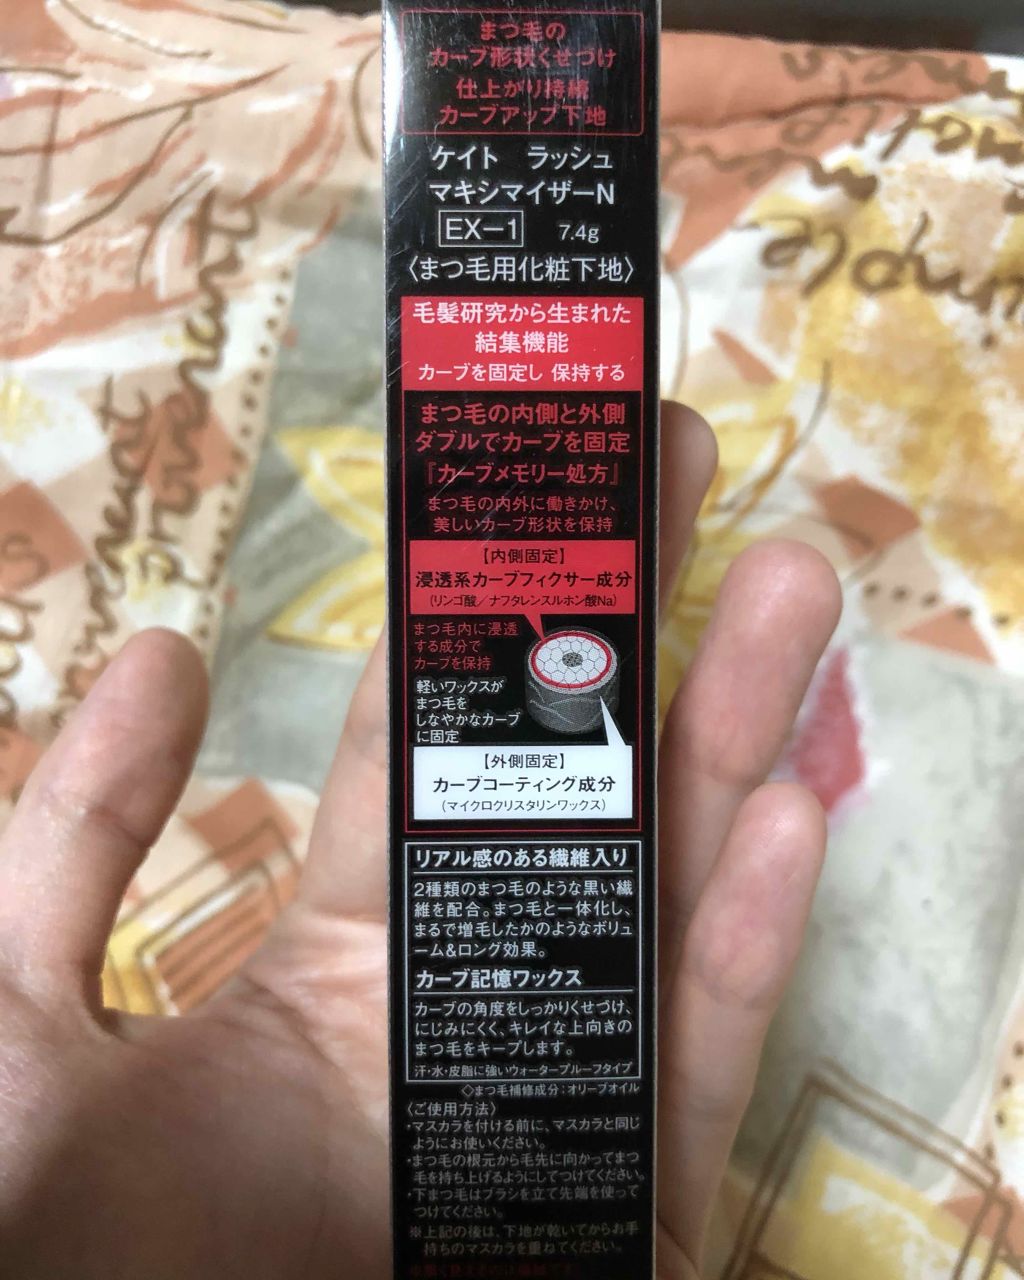 まつ毛の
カーブ形状くせづけ
仕上がり持続
カーブアップ下地
ケイト ラッシュ
マキシマイザーN
EX-1 7.4g
〈まつ毛用化粧下地〉
毛髪研究から生まれた
結集機能
カーブを固定し 保持する
まつ毛の内側と外側
ダブルでカーブを固定
『カーブメモリー処方』
まつ毛の内外に働きかけ、
美しいカーブ形状を保持
【内側固定】
浸透系カーブフィクサー成分
(リンゴ酸／ナフタレンスルホン酸Na)
まつ毛内に浸透
する成分で
カーブを保持
軽いワックスが
まつ毛を
しなやかなカーブ
に固定
【外側固定】
カーブコーティング成分
(マイクロクリスタリンワックス)
リアル感のある繊維入り
2種類のまつ毛のような黒い繊
維を配合。まつ毛と一体化し、
まるで増毛したかのようなボリュ
ーム&ロング効果。
カーブ記憶ワックス
カーブの角度をしっかりくせづけ、
にじみにくく、キレイな上向きの
まつ毛をキープします。
汗・水・皮脂に強いウォータープルーフタイプ
◇まつ毛補修成分：オリーブオイル
〈ご使用方法〉
・マスカラを付ける前に、マスカラと同じ
ようにお使いください。
・まつ毛の根元から毛先に向かってまつ
毛を持ち上げるようにしてつけてください。
・下まつ毛はブラシを立て先端を使って
つけてください。
※上記の後は、下地が乾いてからお手
持ちのマスカラを重ねてください。